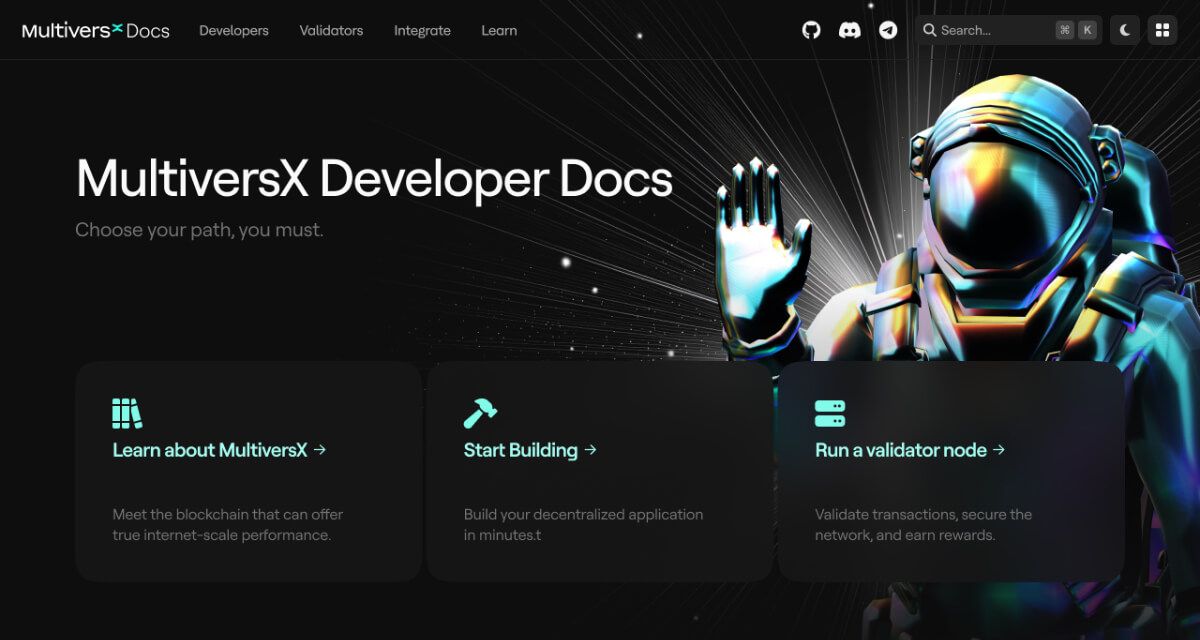 MultiversX Docs
Developers
Validators
Integrate
Learn
Search...
⌘ K
MultiversX Developer Docs
Choose your path, you must.
Learn about MultiversX →
Meet the blockchain that can offer
true internet-scale performance.
Start Building →
Build your decentralized application
in minutes.t
Run a validator node →
Validate transactions, secure the
network, and earn rewards.